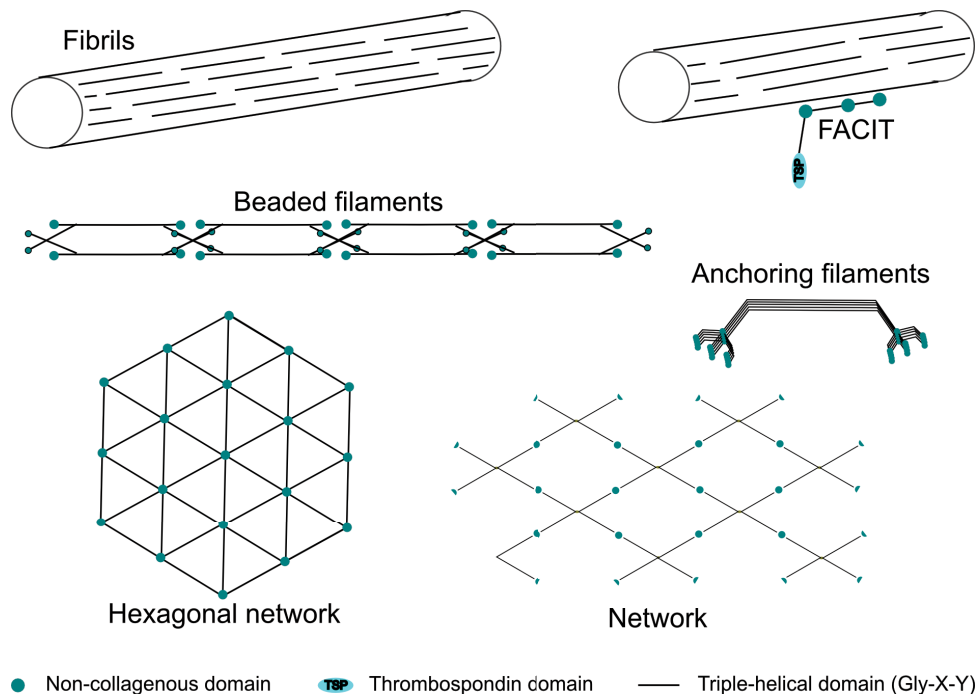 Fibrils
FACIT
TSP
Beaded filaments
Anchoring filaments
Hexagonal network
Network
Non-collagenous domain
TSP Thrombospondin domain
Triple-helical domain (Gly-X-Y)